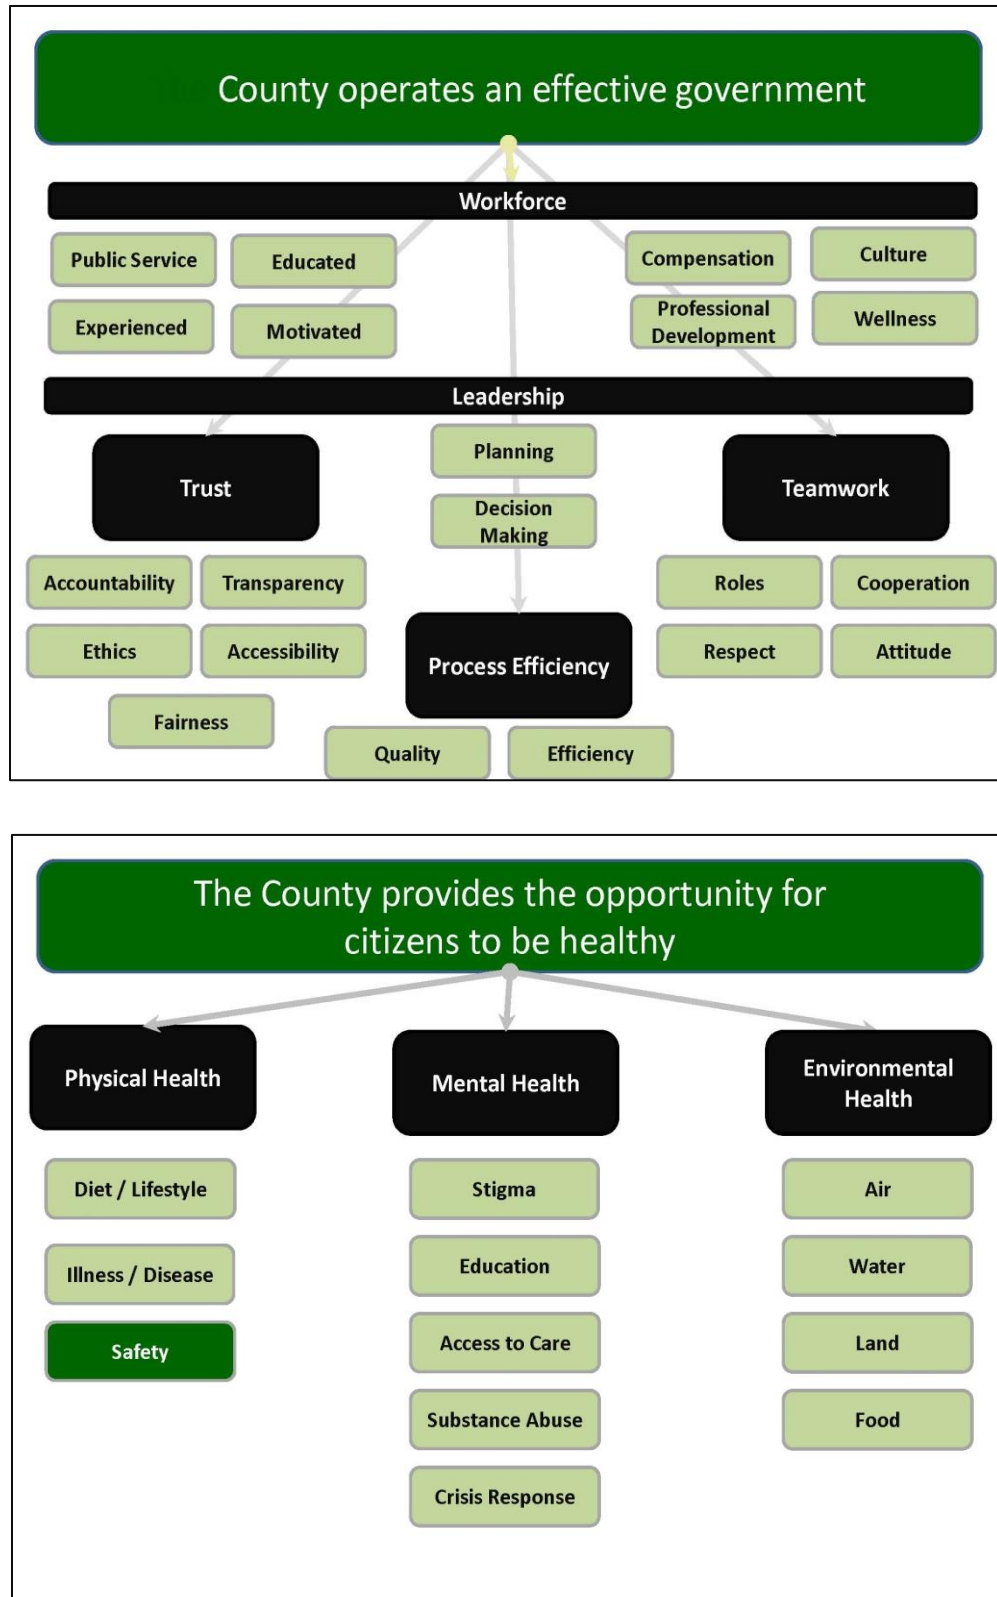 The County operates an effective government
Workforce
Public Service
Educated
Compensation
Culture
Experienced
Motivated
Professional
Development
Wellness
Leadership
Trust
Planning
Decision
Making
Teamwork
Accountability
Transparency
Roles
Cooperation
Ethics
Accessibility
Process Efficiency
Respect
Attitude
Fairness
Quality
Efficiency
The County provides the opportunity for
citizens to be healthy
Physical Health
Mental Health
Environmental
Health
Diet / Lifestyle
Stigma
Air
Illness / Disease
Education
Water
Safety
Access to Care
Land
Substance Abuse
Food
Crisis Response